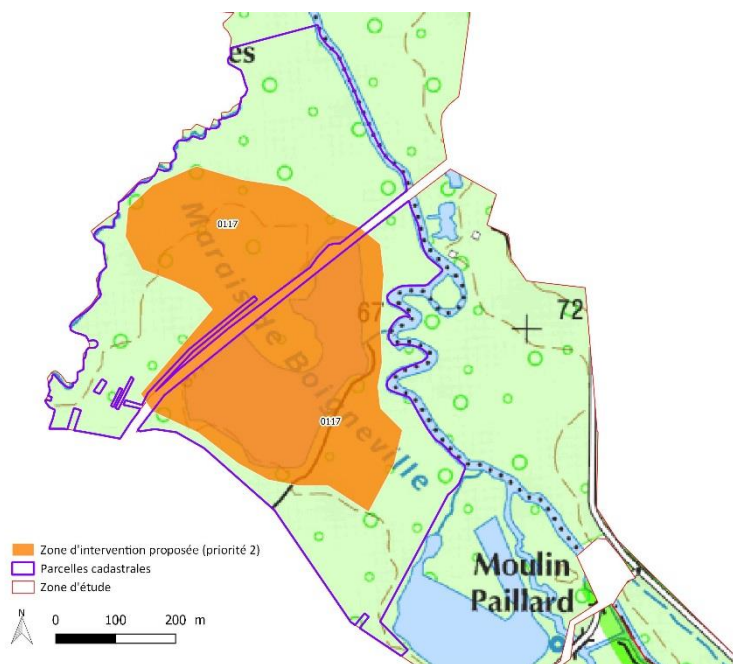 es
0117
Marais de Boigneville
67
72
0117
Moulin
Paillard
Zone d'intervention proposée (priorité 2)
Parcelles cadastrales
Zone d'étude
N
0 100 200 m